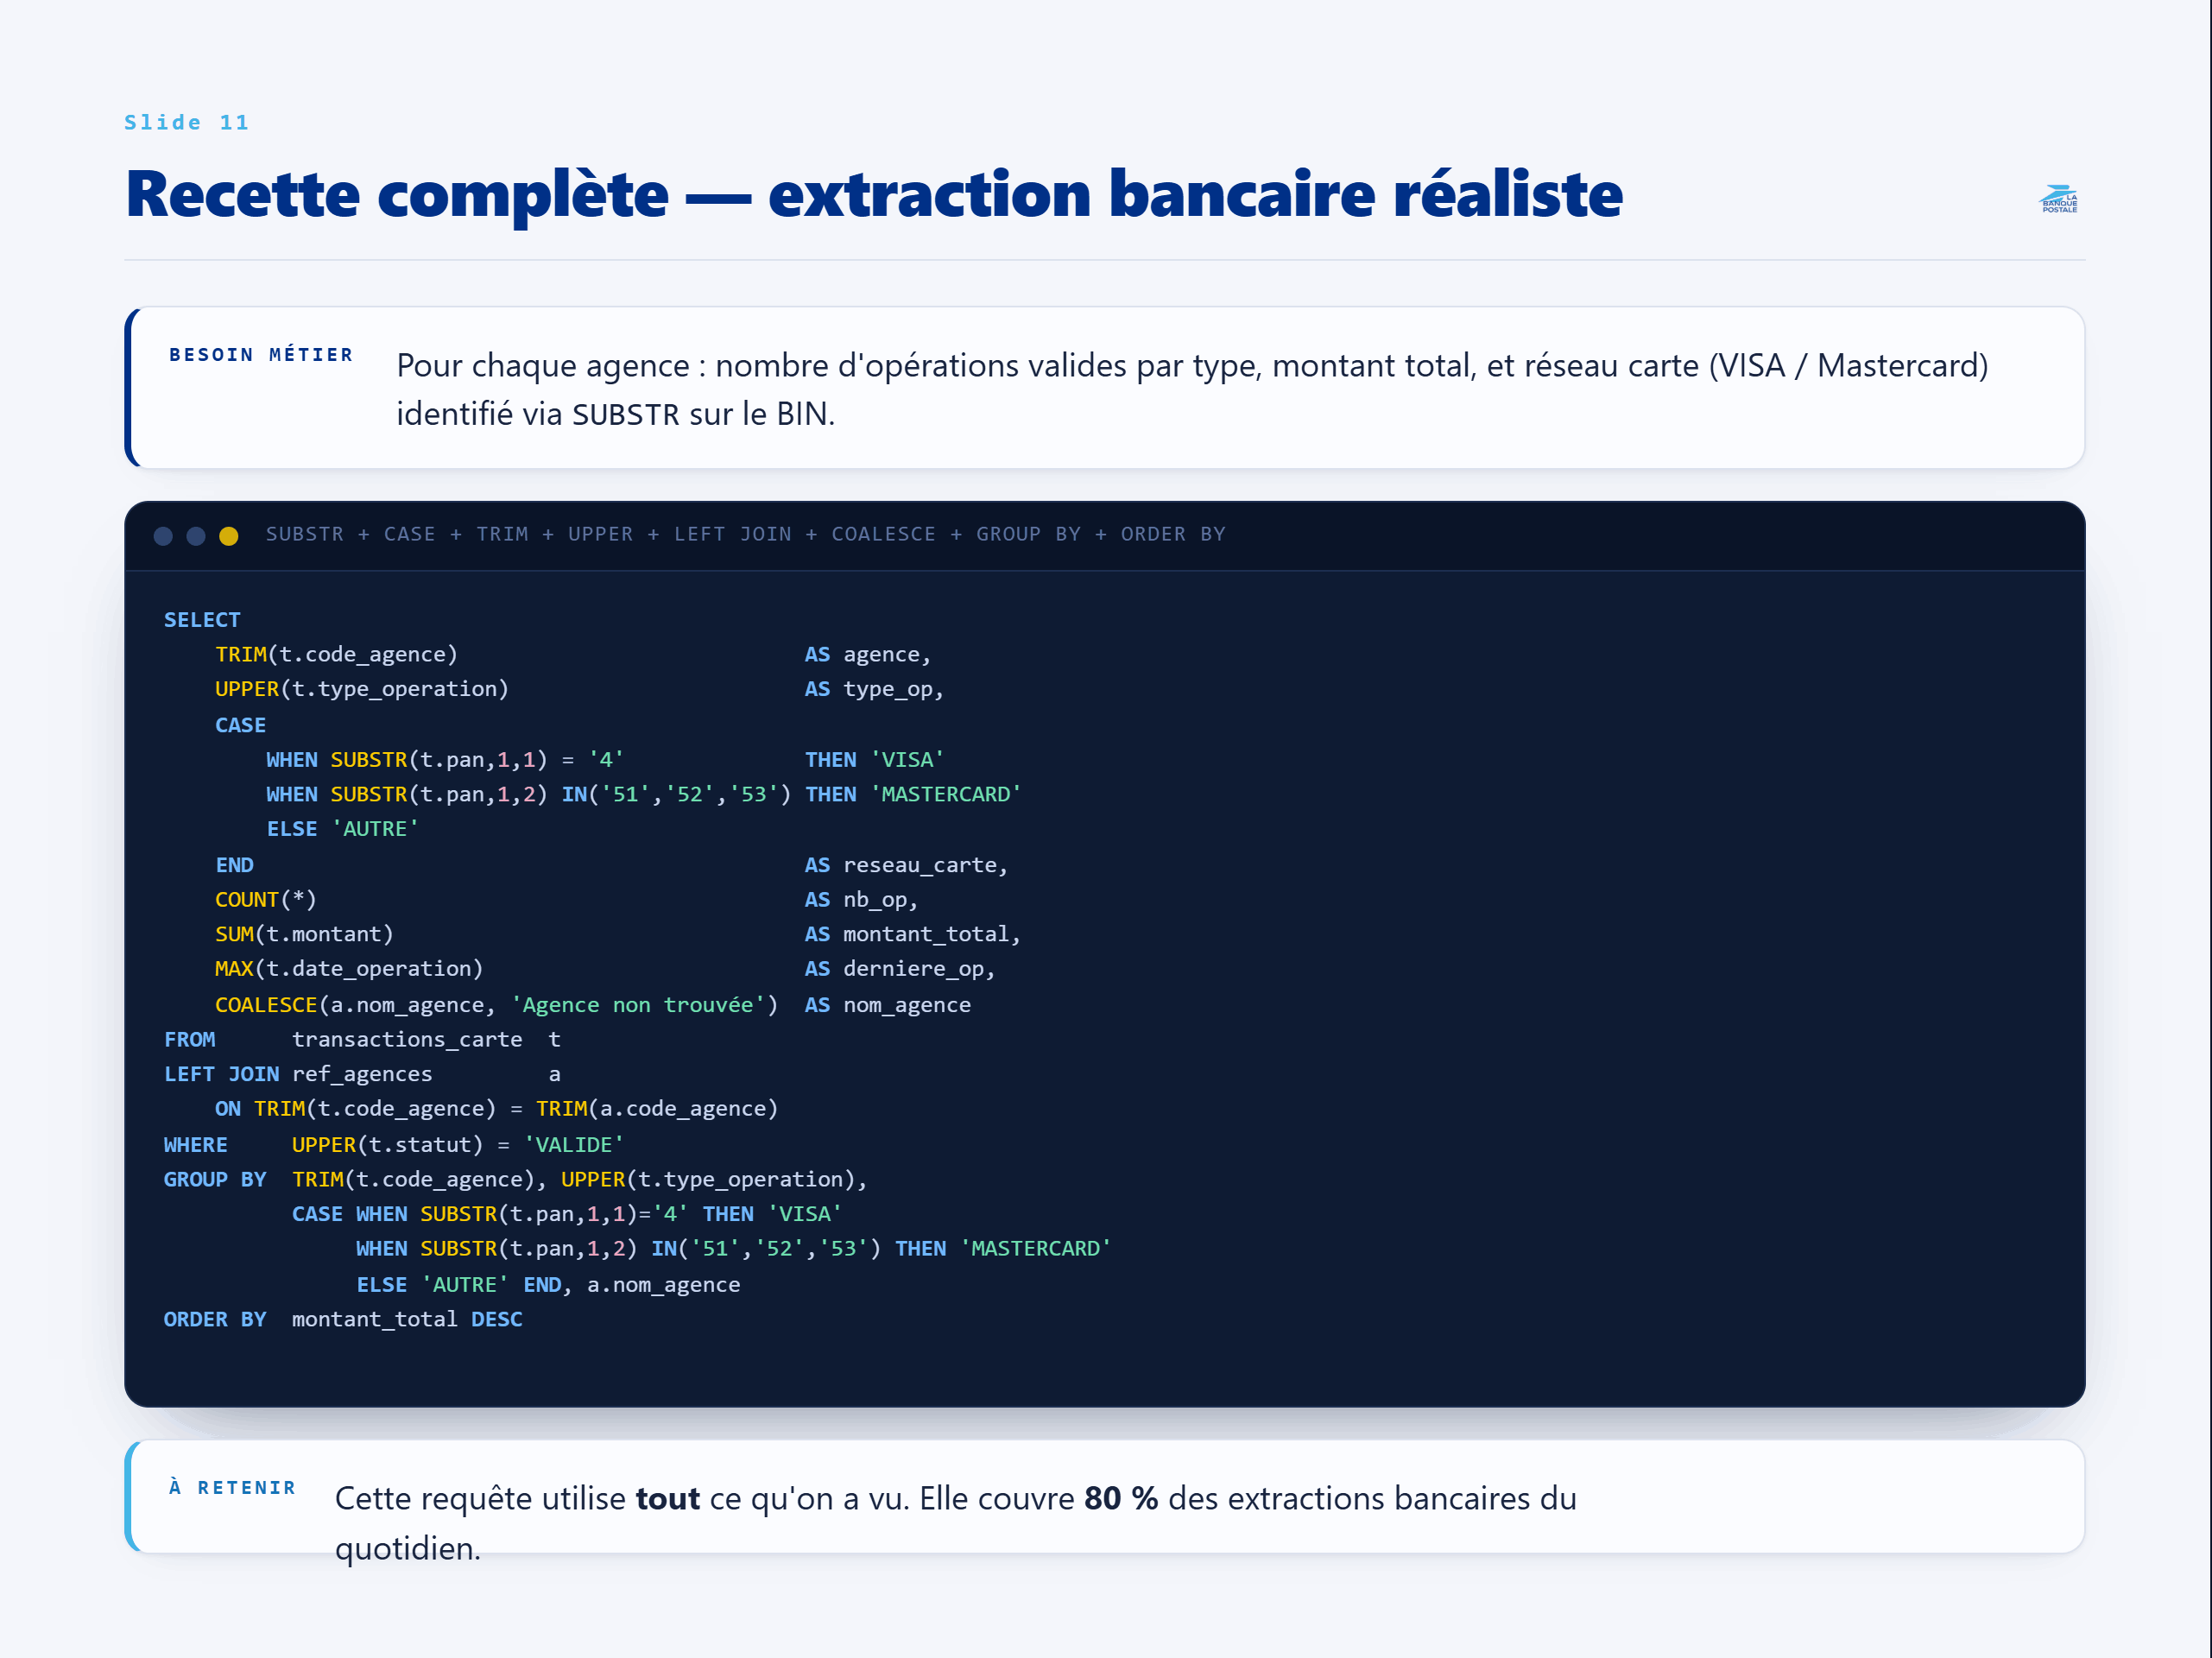 Slide 11
Recette complète — extraction bancaire réaliste
LA
BANQUE
POSTALE
BESOIN MÉTIER
Pour chaque agence : nombre d'opérations valides par type, montant total, et réseau carte (VISA / Mastercard)
identifié via SUBSTR sur le BIN.
SUBSTR + CASE + TRIM + UPPER + LEFT JOIN + COALESCE + GROUP BY + ORDER BY
SELECT
    TRIM(t.code_agence)                           AS agence,
    UPPER(t.type_operation)                       AS type_op,
    CASE
        WHEN SUBSTR(t.pan,1,1) = '4'              THEN 'VISA'
        WHEN SUBSTR(t.pan,1,2) IN('51','52','53') THEN 'MASTERCARD'
        ELSE 'AUTRE'
    END                                           AS reseau_carte,
    COUNT(*)                                      AS nb_op,
    SUM(t.montant)                                AS montant_total,
    MAX(t.date_operation)                         AS derniere_op,
    COALESCE(a.nom_agence, 'Agence non trouvée')  AS nom_agence
FROM      transactions_carte  t
LEFT JOIN ref_agences         a
    ON TRIM(t.code_agence) = TRIM(a.code_agence)
WHERE     UPPER(t.statut) = 'VALIDE'
GROUP BY  TRIM(t.code_agence), UPPER(t.type_operation),
          CASE WHEN SUBSTR(t.pan,1,1)='4' THEN 'VISA'
               WHEN SUBSTR(t.pan,1,2) IN('51','52','53') THEN 'MASTERCARD'
               ELSE 'AUTRE' END, a.nom_agence
ORDER BY  montant_total DESC
À RETENIR
Cette requête utilise tout ce qu'on a vu. Elle couvre 80 % des extractions bancaires du
quotidien.